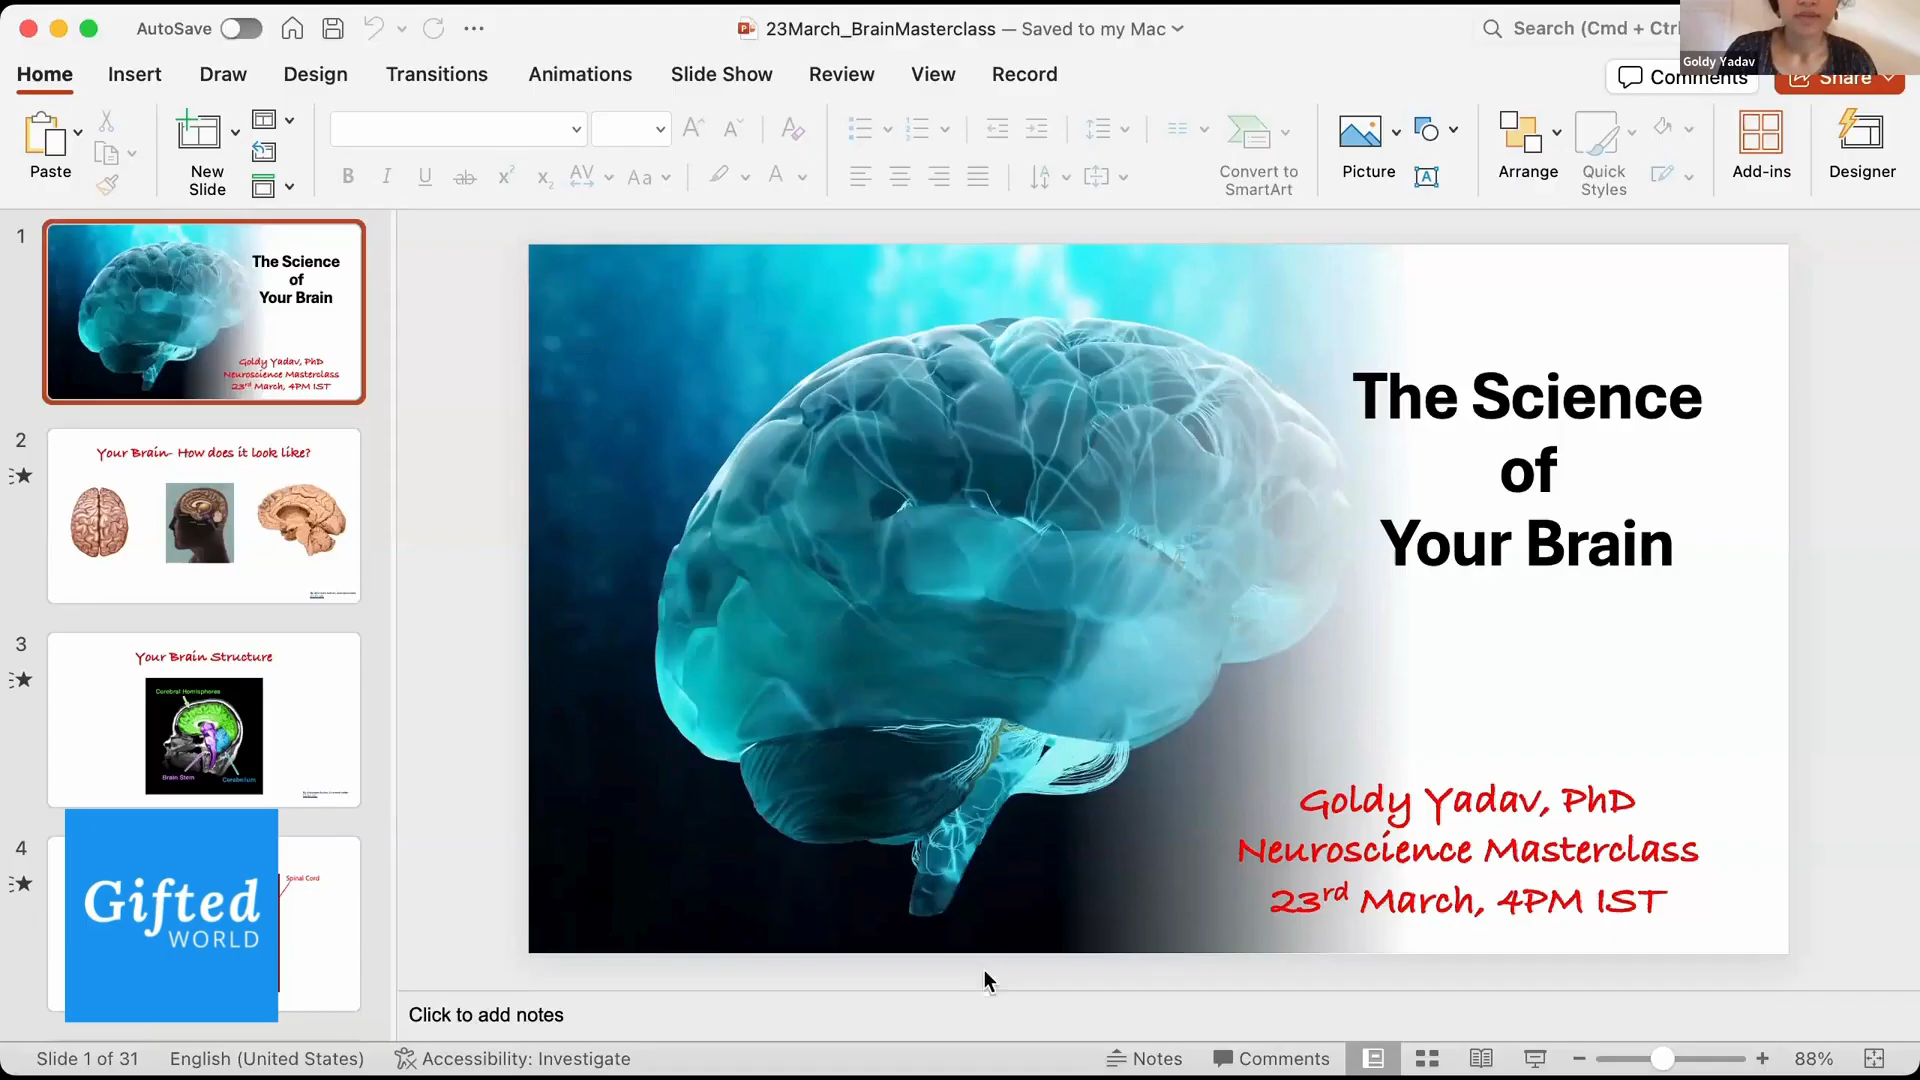 AutoSave
23March_BrainMasterclass — Saved to my Mac
Search (Cmd + Ctrl
Goldy Yadav
Home Insert Draw Design Transitions Animations Slide Show Review View Record
Comments
Share
Paste
New Slide
Convert to SmartArt
Picture
Arrange
Quick Styles
Add-ins
Designer
1
The Science
of
Your Brain
Goldy Yadav, PhD
Neuroscience Masterclass
23rd March, 4PM IST
2
Your Brain- How does it look like?
3
Your Brain Structure
Cerebral Hemispheres
Brain Stem
Cerebellum
4
Spinal Cord
Gifted
WORLD
The Science
of
Your Brain
Goldy Yadav, PhD
Neuroscience Masterclass
23rd March, 4PM IST
Click to add notes
Slide 1 of 31
English (United States)
Accessibility: Investigate
Notes
Comments
88%